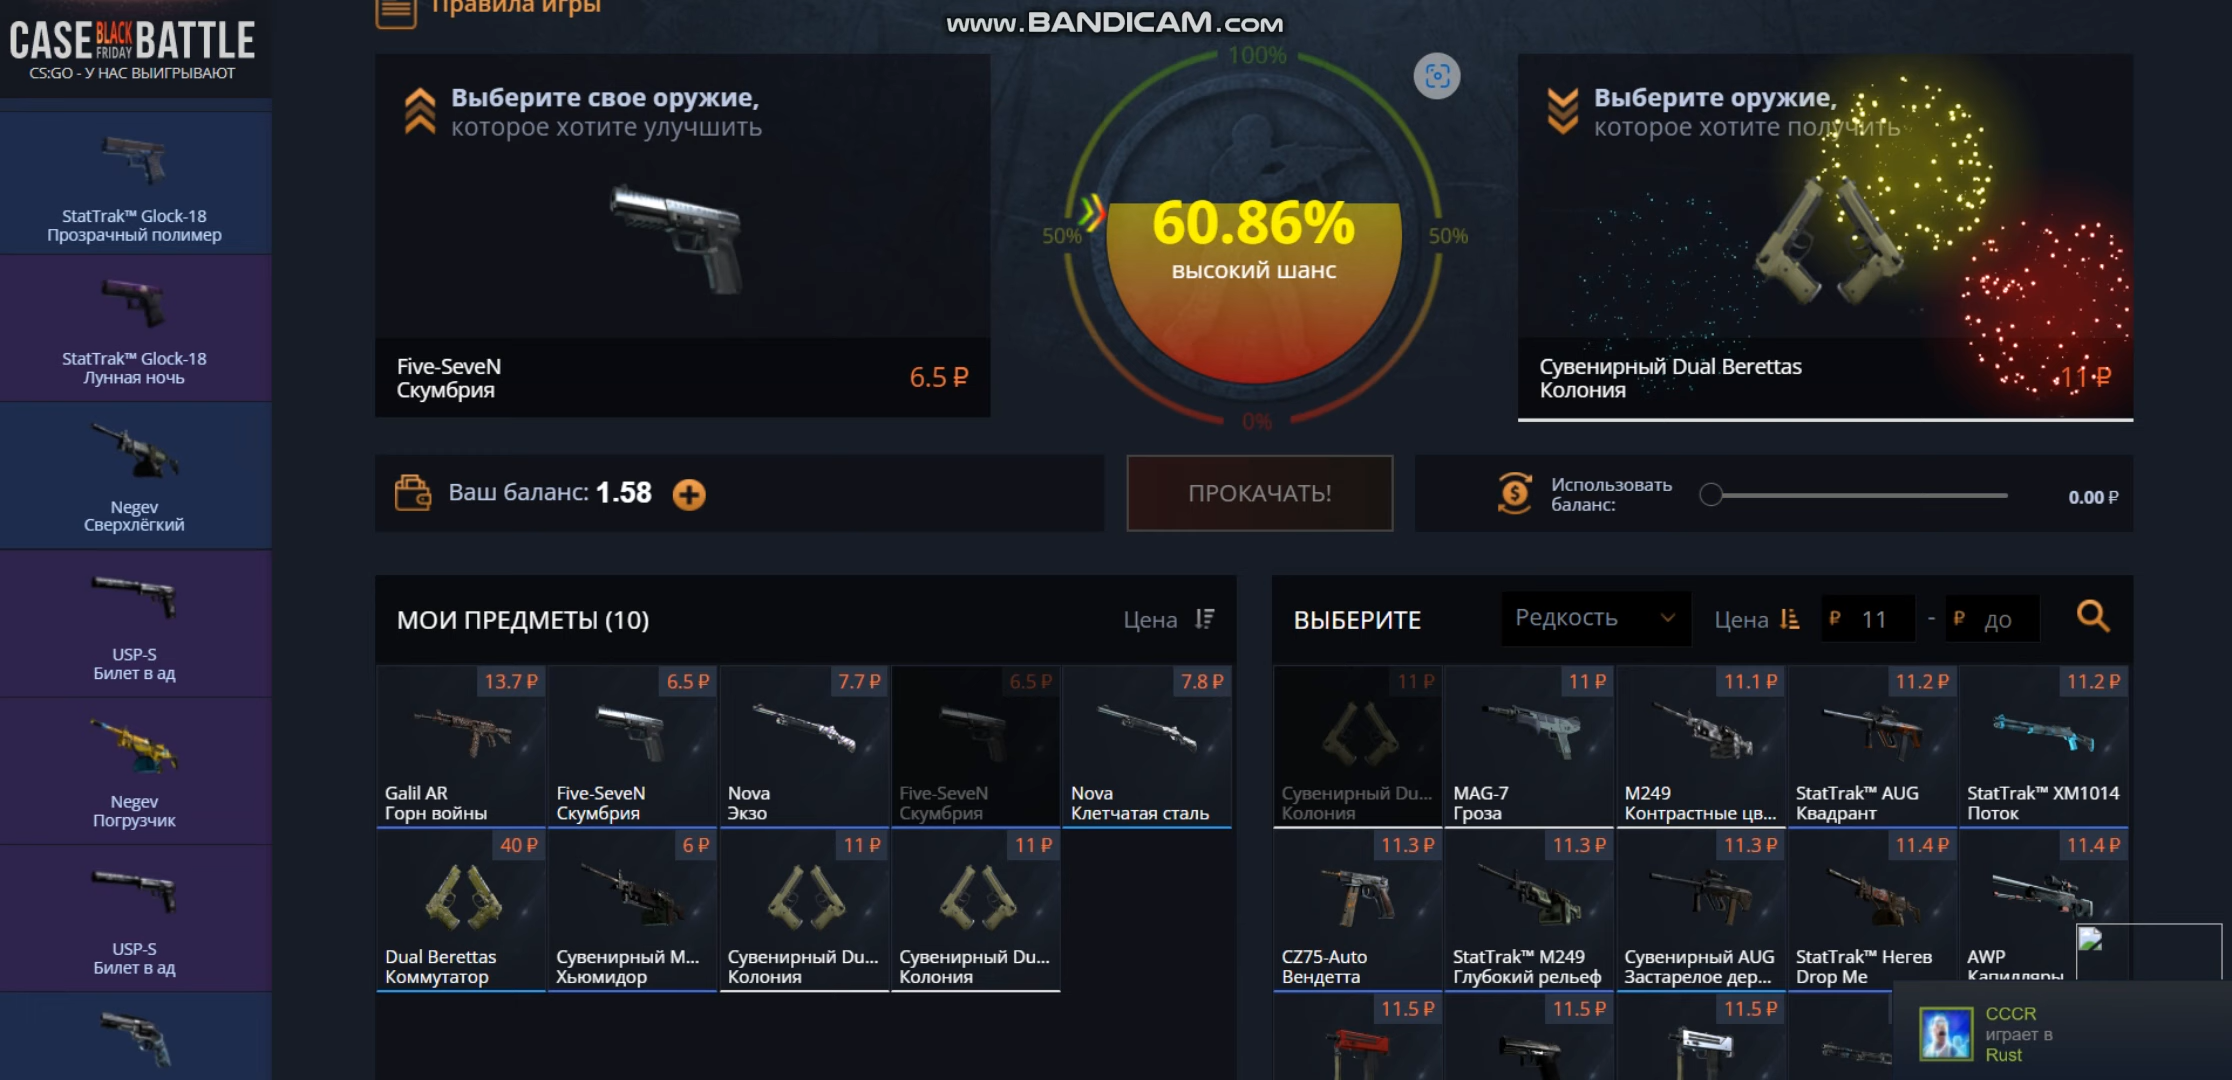 www.BANDICAM.com
CASE BLACK FRIDAY BATTLE
CS:GO - У НАС ВЫИГРЫВАЮТ
StatTrak™ Glock-18
Прозрачный полимер
StatTrak™ Glock-18
Лунная ночь
Negev
Сверхлёгкий
USP-S
Билет в ад
Negev
Погрузчик
USP-S
Билет в ад
Правила игры
Выберите свое оружие,
которое хотите улучшить
Five-SeveN
Скумбрия
6.5 ₽
100%
50%
60.86%
высокий шанс
50%
0%
Выберите оружие,
которое хотите получить
Сувенирный Dual Berettas
Колония
11 ₽
Ваш баланс: 1.58
ПРОКАЧАТЬ!
Использовать
баланс:
0.00 ₽
МОИ ПРЕДМЕТЫ (10)
Цена
13.7 ₽
Galil AR
Горн войны
6.5 ₽
Five-SeveN
Скумбрия
7.7 ₽
Nova
Экзо
6.5 ₽
Five-SeveN
Скумбрия
7.8 ₽
Nova
Клетчатая сталь
40 ₽
Dual Berettas
Коммутатор
6 ₽
Сувенирный M...
Хьюмидор
11 ₽
Сувенирный Du...
Колония
11 ₽
Сувенирный Du...
Колония
ВЫБЕРИТЕ
Редкость
Цена
₽ 11 - ₽ до
11 ₽
Сувенирный Du...
Колония
11 ₽
MAG-7
Гроза
11.1 ₽
M249
Контрастные цв...
11.2 ₽
StatTrak™ AUG
Квадрант
11.2 ₽
StatTrak™ XM1014
Поток
11.3 ₽
CZ75-Auto
Вендетта
11.3 ₽
StatTrak™ M249
Глубокий рельеф
11.3 ₽
Сувенирный AUG
Застарелое дер...
11.4 ₽
StatTrak™ Негев
Drop Me
11.4 ₽
AWP
Капилляры
11.5 ₽
11.5 ₽
11.5 ₽
CCCR
играет в
Rust